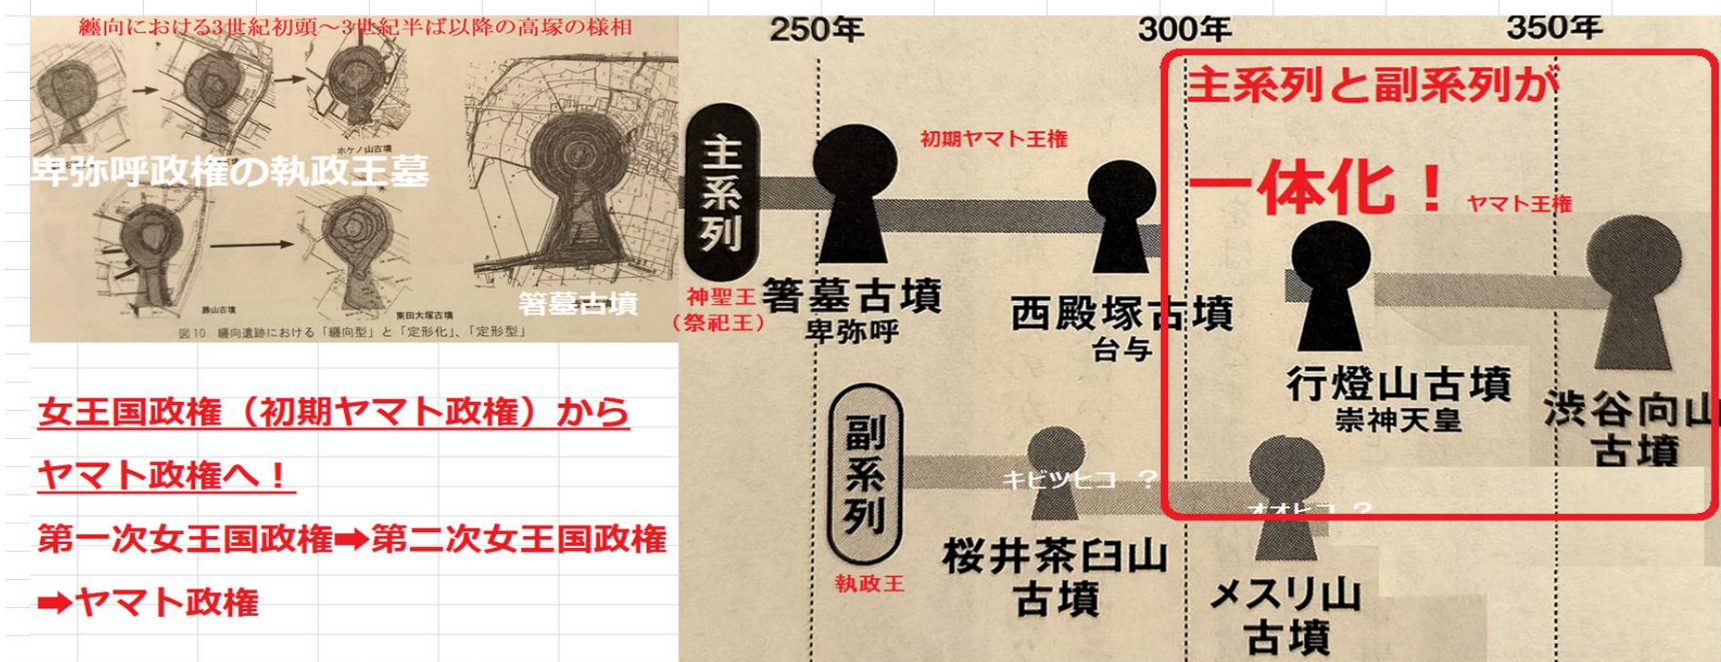 纏向における3世紀初頭～3世紀半ば以降の高塚の様相
ホケノ山古墳
卑弥呼政権の執政王墓
勝山古墳
東田大塚古墳
箸墓古墳
図10 纏向遺跡における「纏向型」と「定形化」、「定形型」
女王国政権（初期ヤマト政権）から
ヤマト政権へ！
第一次女王国政権➡第二次女王国政権
➡ヤマト政権
250年
300年
350年
主系列と副系列が
一体化！
ヤマト王権
初期ヤマト王権
主系列
神聖王
（祭祀王）
箸墓古墳
卑弥呼
西殿塚古墳
台与
行燈山古墳
崇神天皇
渋谷向山
古墳
副系列
執政王
キビツヒコ ？
オオヒコ ？
桜井茶臼山
古墳
メスリ山
古墳